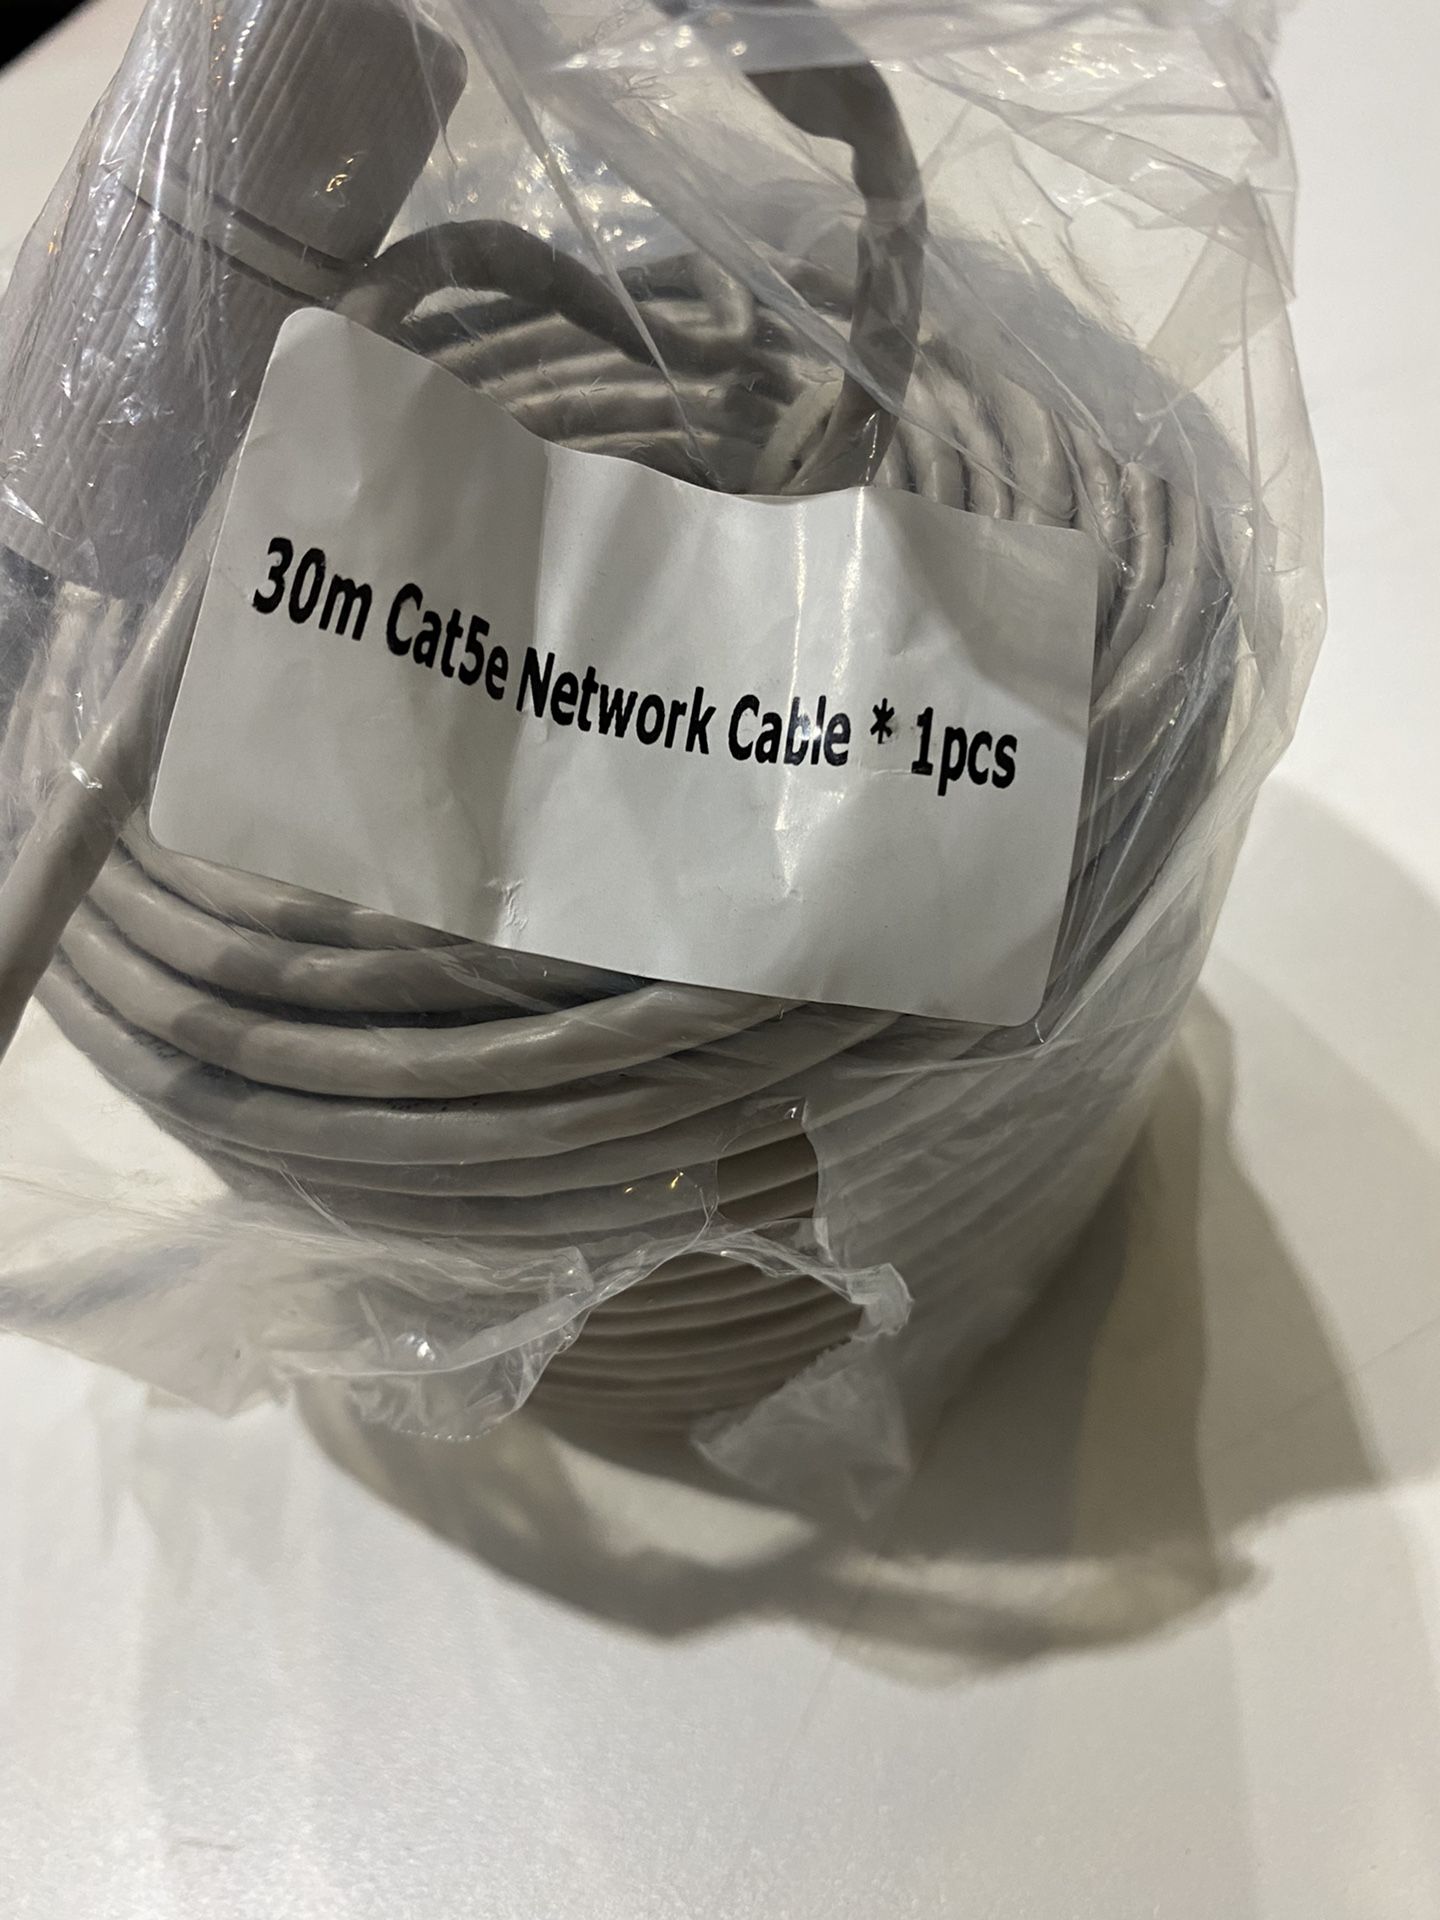 30m Cat5e Network Cable * 1pcs